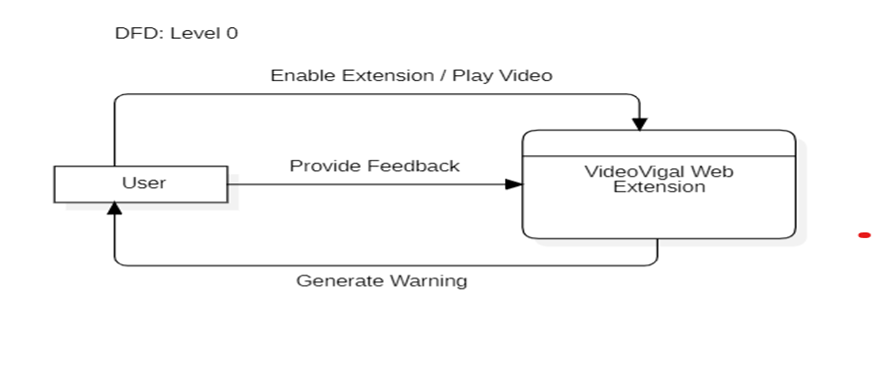 DFD: Level 0
Enable Extension / Play Video
Provide Feedback
User
VideoVigal Web
Extension
Generate Warning